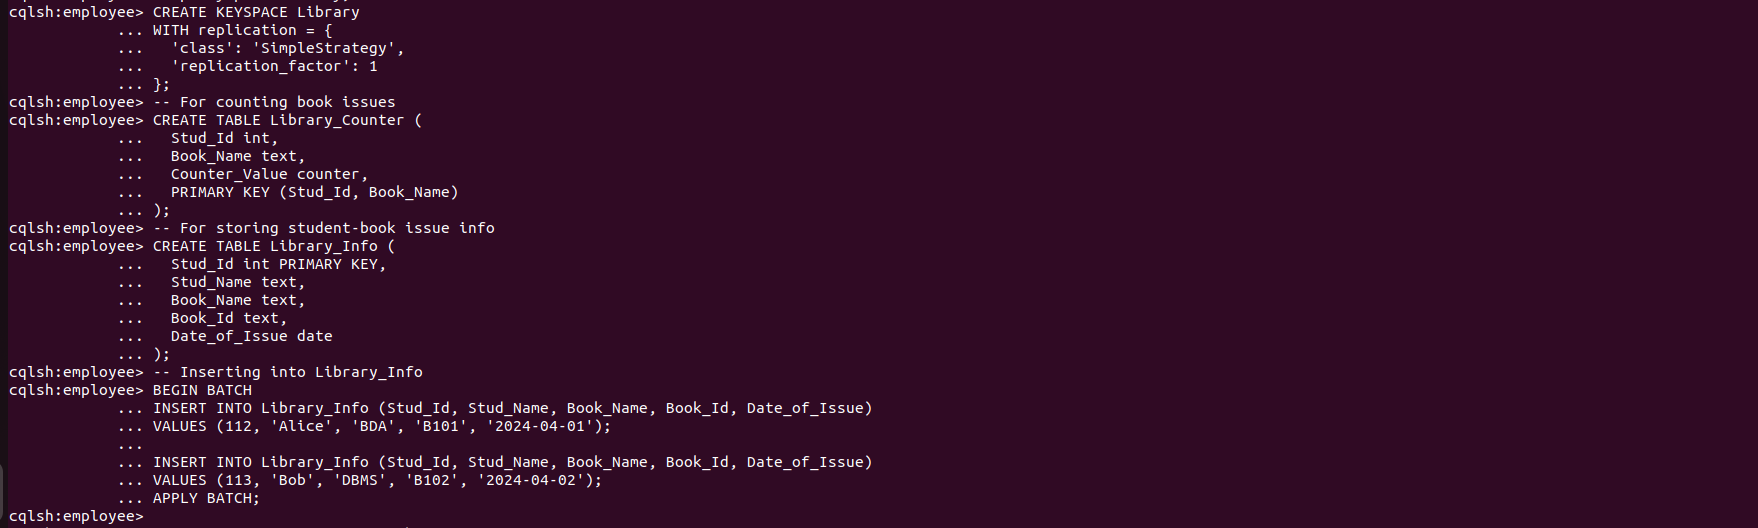 cqlsh:employee> CREATE KEYSPACE Library
... WITH replication = {
...   'class': 'SimpleStrategy',
...   'replication_factor': 1
... };
cqlsh:employee> -- For counting book issues
cqlsh:employee> CREATE TABLE Library_Counter (
...   Stud_Id int,
...   Book_Name text,
...   Counter_Value counter,
...   PRIMARY KEY (Stud_Id, Book_Name)
... );
cqlsh:employee> -- For storing student-book issue info
cqlsh:employee> CREATE TABLE Library_Info (
...   Stud_Id int PRIMARY KEY,
...   Stud_Name text,
...   Book_Name text,
...   Book_Id text,
...   Date_of_Issue date
... );
cqlsh:employee> -- Inserting into Library_Info
cqlsh:employee> BEGIN BATCH
... INSERT INTO Library_Info (Stud_Id, Stud_Name, Book_Name, Book_Id, Date_of_Issue)
... VALUES (112, 'Alice', 'BDA', 'B101', '2024-04-01');
...
... INSERT INTO Library_Info (Stud_Id, Stud_Name, Book_Name, Book_Id, Date_of_Issue)
... VALUES (113, 'Bob', 'DBMS', 'B102', '2024-04-02');
... APPLY BATCH;
cqlsh:employee>